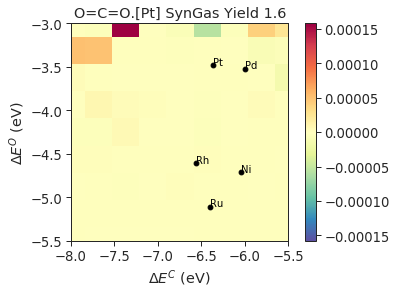 O=C=O.[Pt] SynGas Yield 1.6
−3.0
−3.5
−4.0
−4.5
−5.0
−5.5
ΔE^O (eV)
Pt
Pd
Rh
Ni
Ru
−8.0 −7.5 −7.0 −6.5 −6.0 −5.5
ΔE^C (eV)
0.00015
0.00010
0.00005
0.00000
−0.00005
−0.00010
−0.00015